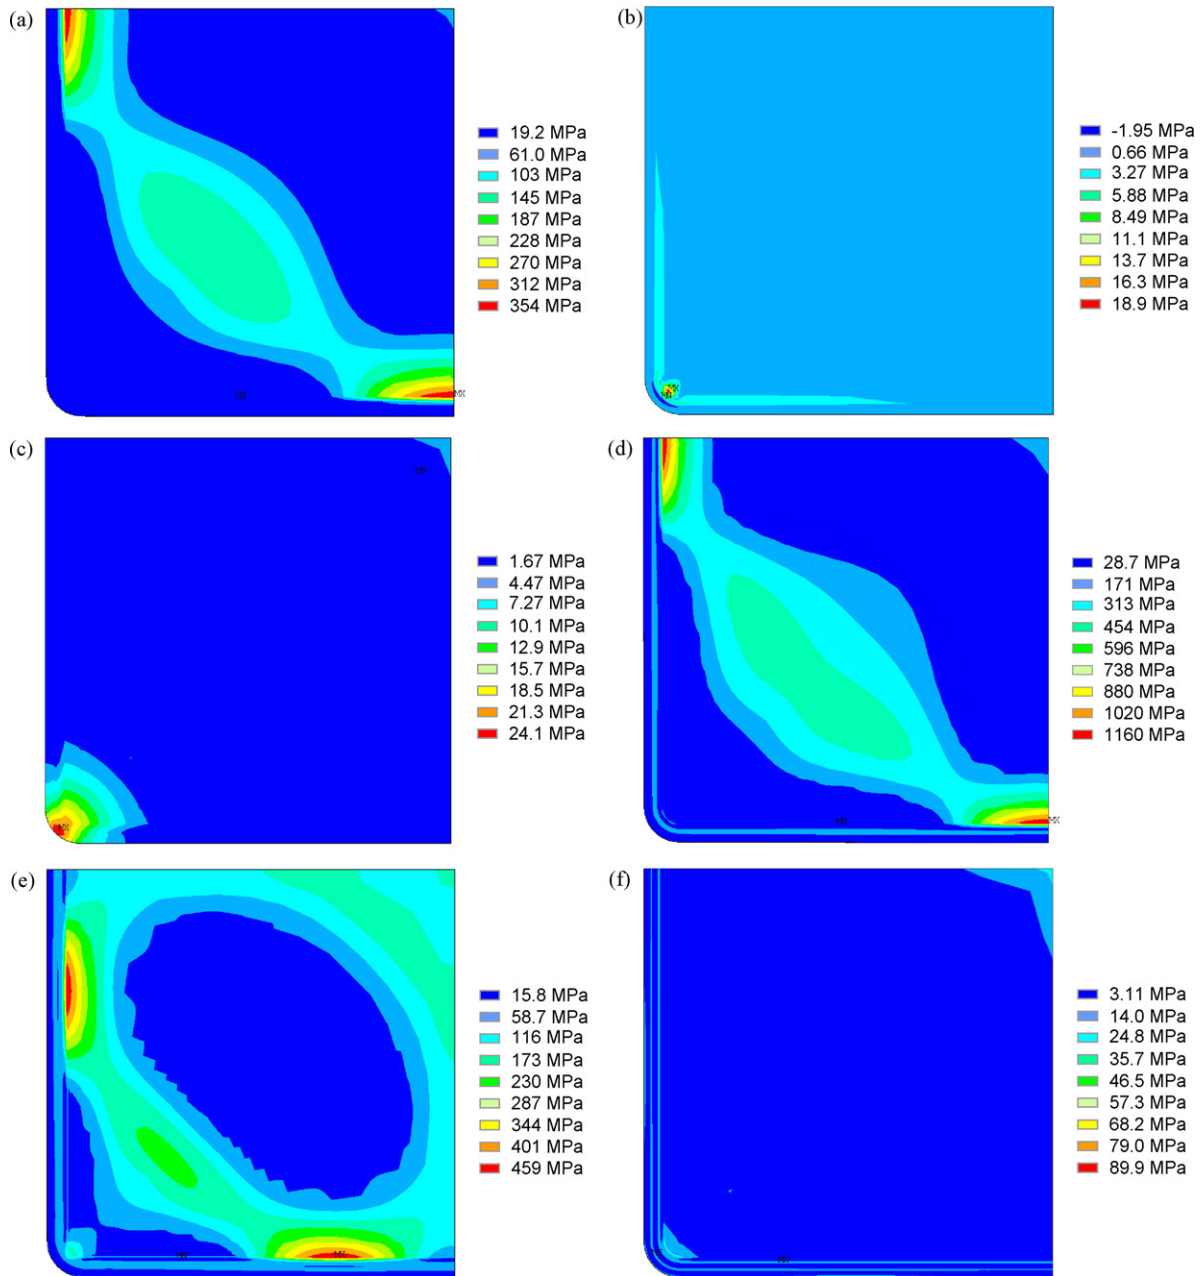 (a)
19.2 MPa
61.0 MPa
103 MPa
145 MPa
187 MPa
228 MPa
270 MPa
312 MPa
354 MPa
MN
MX
(b)
-1.95 MPa
0.66 MPa
3.27 MPa
5.88 MPa
8.49 MPa
11.1 MPa
13.7 MPa
16.3 MPa
18.9 MPa
MX
MN
(c)
MX
1.67 MPa
4.47 MPa
7.27 MPa
10.1 MPa
12.9 MPa
15.7 MPa
18.5 MPa
21.3 MPa
24.1 MPa
MX
(d)
28.7 MPa
171 MPa
313 MPa
454 MPa
596 MPa
738 MPa
880 MPa
1020 MPa
1160 MPa
MN
MX
(e)
15.8 MPa
58.7 MPa
116 MPa
173 MPa
230 MPa
287 MPa
344 MPa
401 MPa
459 MPa
MN
MX
(f)
3.11 MPa
14.0 MPa
24.8 MPa
35.7 MPa
46.5 MPa
57.3 MPa
68.2 MPa
79.0 MPa
89.9 MPa
MX